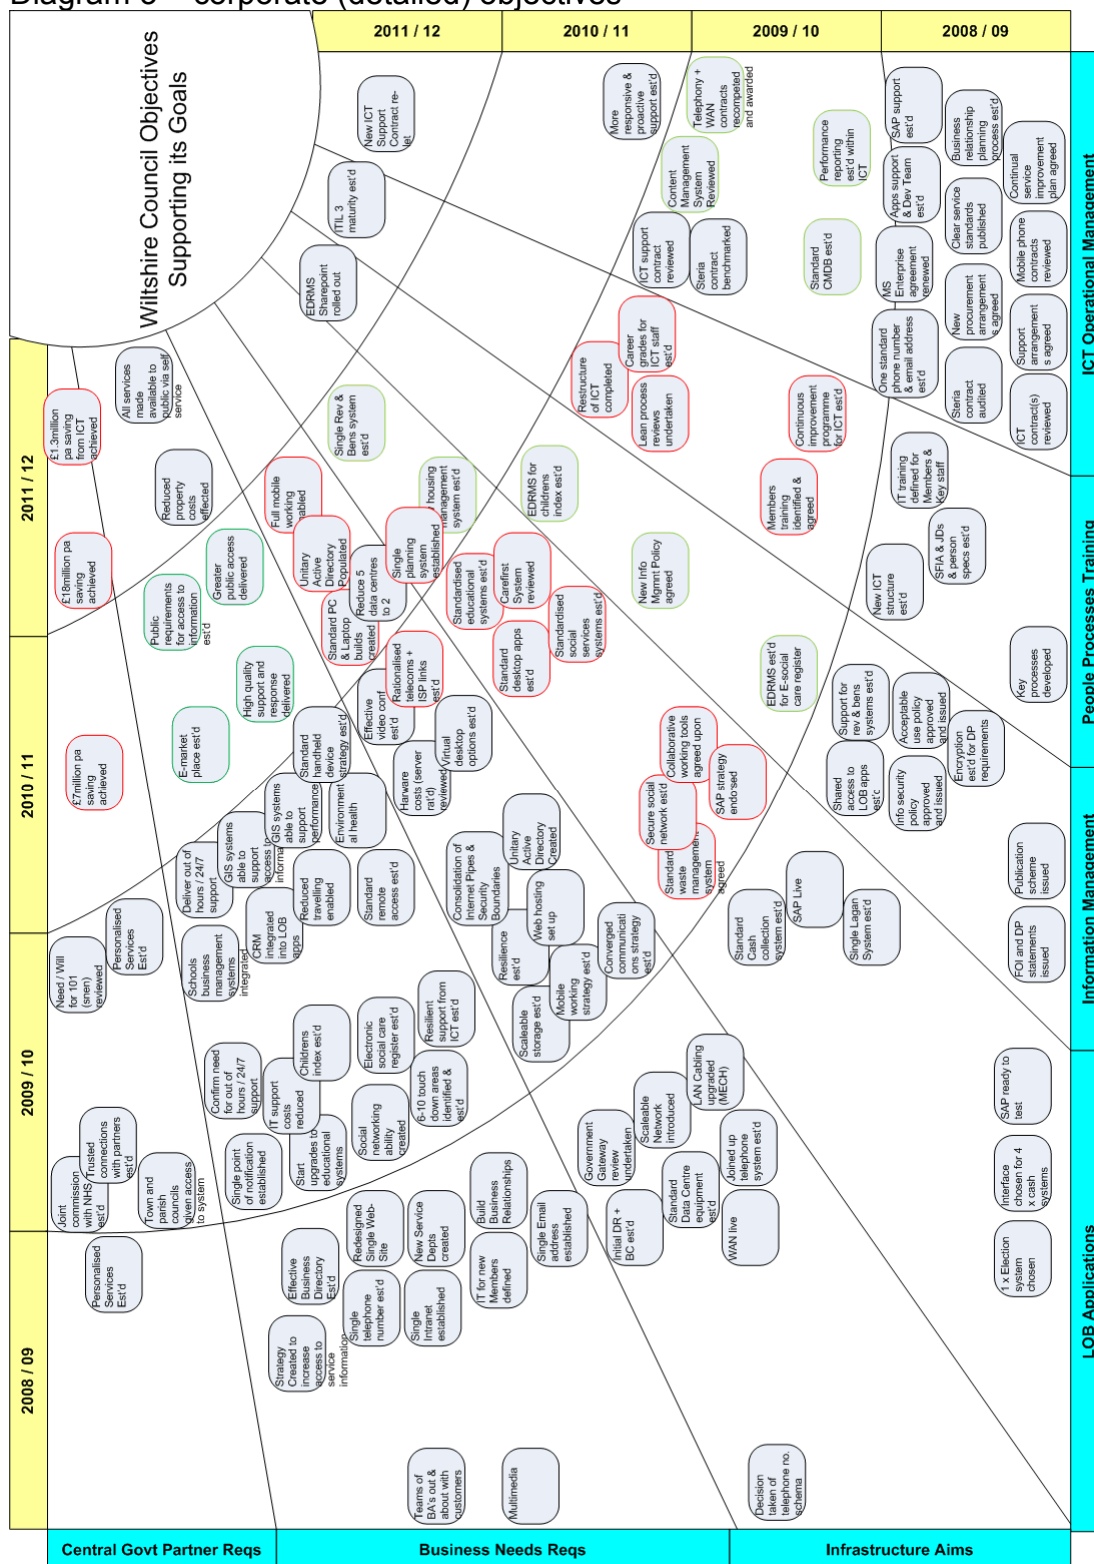 Wiltshire Council Objectives
Supporting its Goals
2011 / 12
2010 / 11
2009 / 10
2008 / 09
2011 / 12
2010 / 11
2009 / 10
2008 / 09
ICT Operational Management
People Processes Training
Information Management
LOB Applications
Central Govt Partner Reqs
Business Needs Reqs
Infrastructure Aims
New ICT
Support
Contract re-
let
ITIL 3
maturity est'd
EDRMS
Sharepoint
rolled out
More
responsive &
proactive
support est'd
Telephony +
WAN
contracts
recompeted
and awarded
Content
Management
System
Reviewed
ICT support
contract
reviewed
Steria
contract
benchmarked
Performance
reporting
est'd within
ICT
Standard
CMDB est'd
SAP support
est'd
Apps support
& Dev Team
est'd
MS
Enterprise
agreement
renewed
One standard
phone number
& email address
est'd
Business
relationship
planning
process est'd
Clear service
standards
published
New
procurement
arrangement
s agreed
Steria
contract
audited
Continual
service
improvement
plan agreed
Mobile phone
contracts
reviewed
Support
arrangement
s agreed
ICT
contract(s)
reviewed
£1.3million
pa saving
from ICT
achieved
All services
made
available to
public via self
service
Reduced
property
costs
effected
£18million pa
saving
achieved
Public
requirements
for access to
information
est'd
Greater
public access
delivered
Single Rev &
Bens system
est'd
housing
management
system est'd
Full mobile
working
Unitary
Active
Directory
Populated
Standard PC
& Laptop
builds
created
Reduce 5
data centres
to 2
Single
planning
system
established
Standardised
educational
systems est'd
Carefirst
System
reviewed
Standard
desktop apps
est'd
Standardised
social
services
systems est'd
Rationalised
telecoms +
ISP links
est'd
Restructure
of ICT
completed
Career
grades for
ICT staff
est'd
Lean process
reviews
undertaken
Continuous
improvement
programme
for ICT est'd
Members
training
identified &
agreed
EDRMS for
childrens
index est'd
New Info
Mgmnt Policy
agreed
EDRMS est'd
for E-social
care register
IT training
defined for
Members &
Key staff
SFIA & JDs
& person
specs est'd
New ICT
structure
est'd
Key
processes
developed
£7million pa
saving
achieved
E-market
place est'd
High quality
support and
response
delivered
Standard
handheld
device
strategy est'd
Effective
video conf
est'd
Harware
costs (server
rat'd)
reviewed
Virtual
desktop
options est'd
GIS systems
able to
support
performance
Environment
al health
GIS systems
able to
support
access to
Deliver out of
hours / 24/7
support
CRM
integrated
into LOB
apps
Reduced
travelling
enabled
Standard
remote
access est'd
Schools
business
management
systems
integrated
Need / Will
for 101
(snen)
reviewed
Personalised
Services
Est'd
Consolidation of
Internet Pipes &
Security
Boundaries
Unitary
Active
Directory
Created
Resilience
est'd
Web hosting
set up
Scaleable
storage est'd
Mobile
working
strategy est'd
Converged
communicati
ons strategy
est'd
Collaborative
working tools
agreed upon
Secure social
network est'd
Standard
waste
management
system
agreed
SAP strategy
endorsed
Support for
rev & bens
systems est'd
Shared
access to
LOB apps
Acceptable
use policy
approved
and issued
Info security
policy
approved
and issued
Encryption
est'd for DP
requirements
Publication
scheme
issued
FOI and DP
statements
issued
Standard
Cash
collection
system est'd
SAP Live
Single Lagan
System est'd
Joint
commission
with NHS
est'd
Trusted
connections
with partners
est'd
Town and
parish
councils
given access
to system
Confirm need
for out of
hours / 24/7
support
IT support
costs
reduced
Childrens
index est'd
Single point
of notification
established
Start
upgrades to
educational
systems
Electronic
social care
register est'd
Resilient
support from
ICT est'd
Social
networking
ability
created
6-10 touch
down areas
identified &
est'd
Government
Gateway
review
undertaken
Scaleable
Network
introduced
LAN Cabling
upgraded
(MECH)
Initial DR +
BC est'd
Standard
Data Centre
equipment
est'd
Joined up
telephone
system est'd
WAN live
SAP ready to
test
Interface
chosen for 4
x cash
systems
1 x Election
system
chosen
Personalised
Services
Est'd
Effective
Business
Directory
Est'd
Redesigned
Single Web-
Site
Single
telephone
number est'd
New Service
Depts
created
Single
Intranet
established
Build
Business
Relationships
IT for new
Members
defined
Single Email
address
established
Strategy
Created to
increase
access to
service
information
Teams of
BA's out &
about with
customers
Multimedia
Decision
taken of
telephone no.
schema